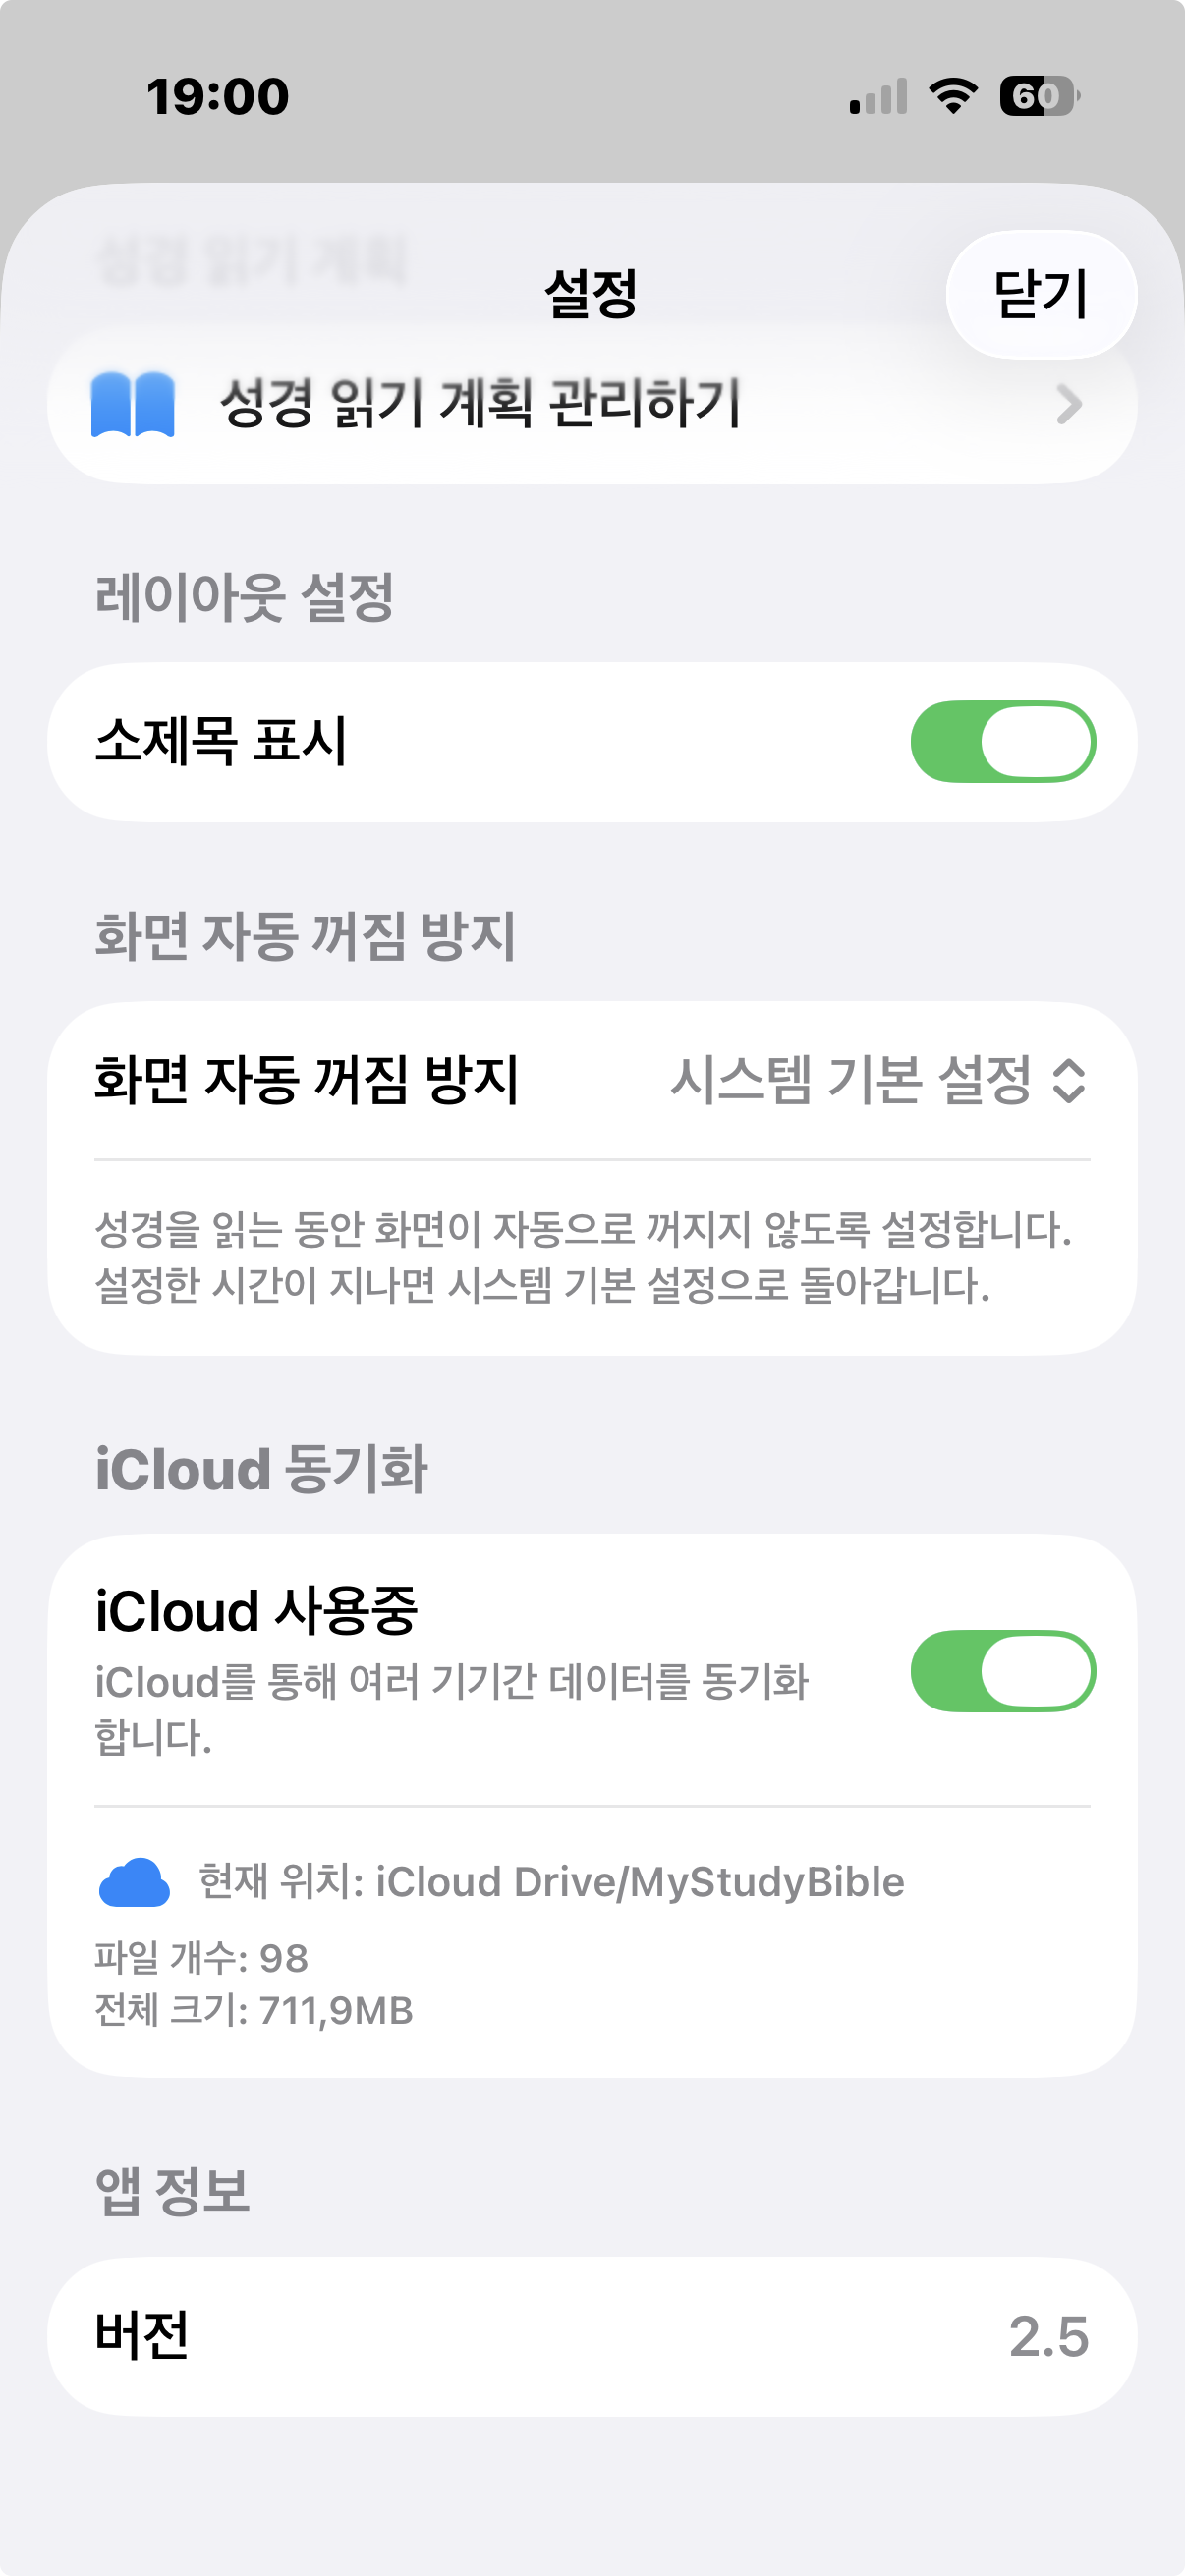 19:00
60
성경 읽기 계획
설정
닫기
성경 읽기 계획 관리하기
레이아웃 설정
소제목 표시
화면 자동 꺼짐 방지
화면 자동 꺼짐 방지 시스템 기본 설정
성경을 읽는 동안 화면이 자동으로 꺼지지 않도록 설정합니다.
설정한 시간이 지나면 시스템 기본 설정으로 돌아갑니다.
iCloud 동기화
iCloud 사용중
iCloud를 통해 여러 기기간 데이터를 동기화
합니다.
현재 위치: iCloud Drive/MyStudyBible
파일 개수: 98
전체 크기: 711,9MB
앱 정보
버전 2.5